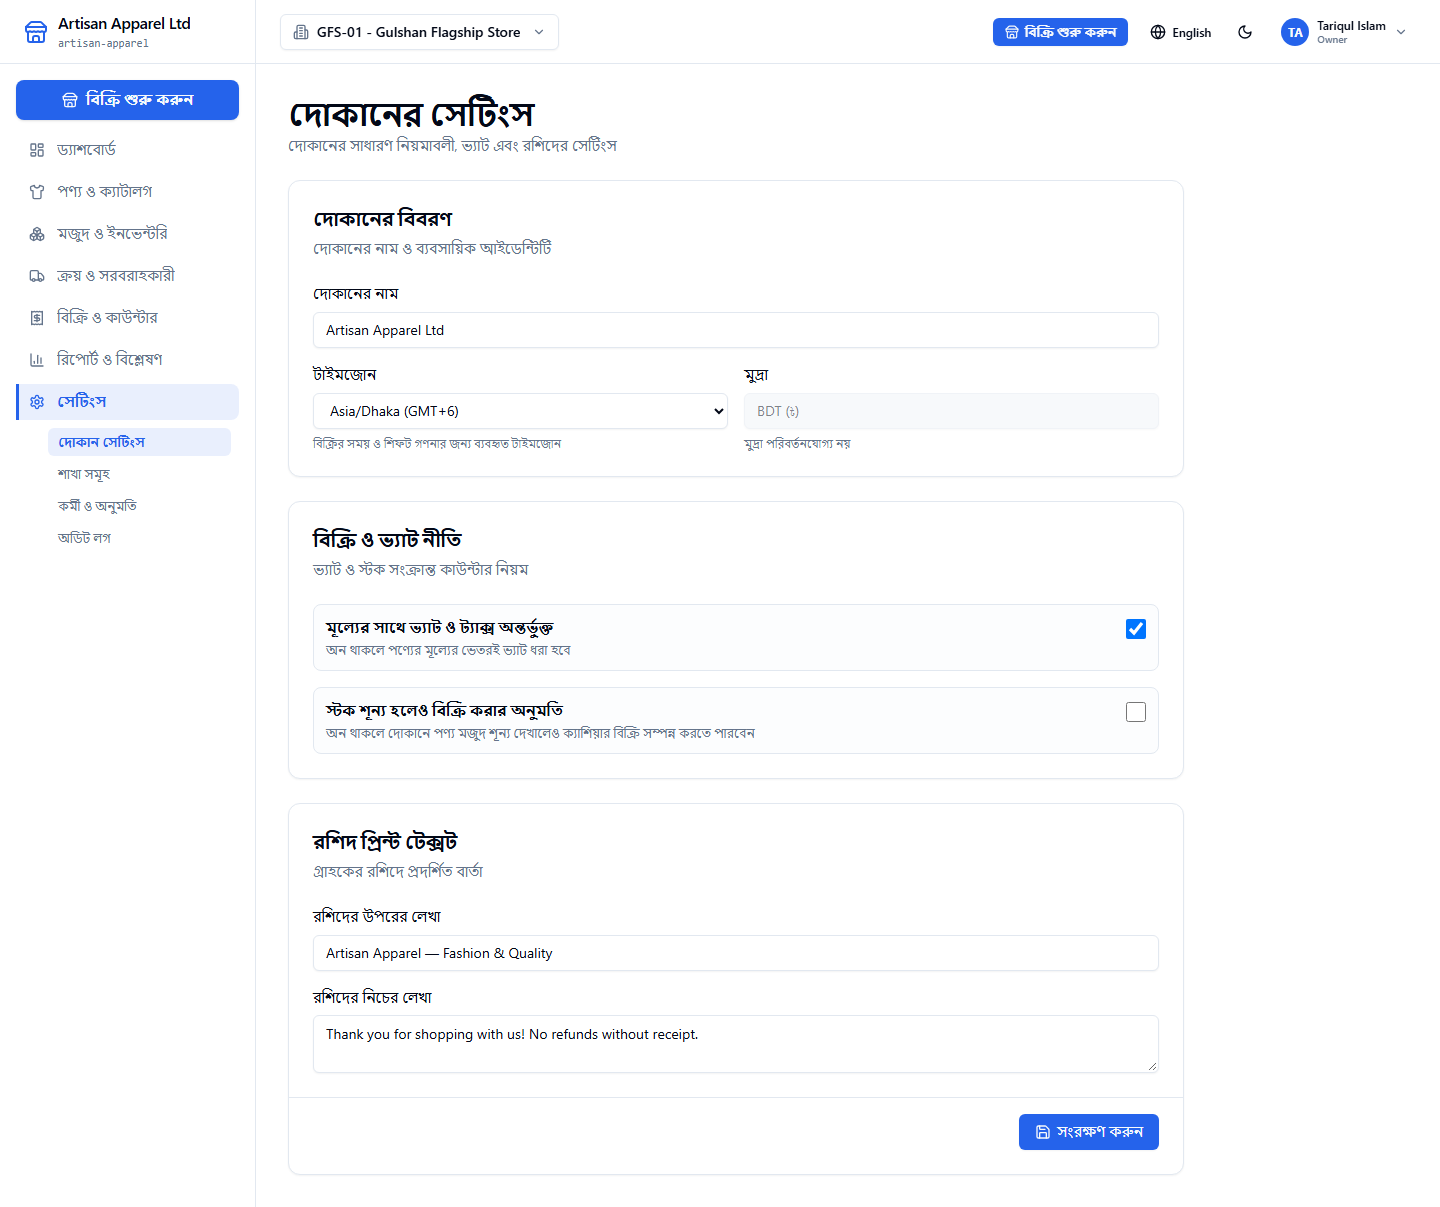 Artisan Apparel Ltd
artisan-apparel
GFS-01 - Gulshan Flagship Store
বিক্রি শুরু করুন
English
TA
Tariqul Islam
Owner
বিক্রি শুরু করুন
ড্যাশবোর্ড
পণ্য ও ক্যাটালগ
মজুদ ও ইনভেন্টরি
ক্রয় ও সরবরাহকারী
বিক্রি ও কাউন্টার
রিপোর্ট ও বিশ্লেষণ
সেটিংস
দোকান সেটিংস
শাখা সমূহ
কর্মী ও অনুমতি
অডিট লগ
দোকানের সেটিংস
দোকানের সাধারণ নিয়মাবলী, ভ্যাট এবং রশিদের সেটিংস
দোকানের বিবরণ
দোকানের নাম ও ব্যবসায়িক আইডেন্টিটি
দোকানের নাম
Artisan Apparel Ltd
টাইমজোন
মুদ্রা
Asia/Dhaka (GMT+6)
BDT (৳)
বিক্রির সময় ও শিফট গণনার জন্য ব্যবহৃত টাইমজোন
মুদ্রা পরিবর্তনযোগ্য নয়
বিক্রি ও ভ্যাট নীতি
ভ্যাট ও স্টক সংক্রান্ত কাউন্টার নিয়ম
মূল্যের সাথে ভ্যাট ও ট্যাক্স অন্তর্ভুক্ত
অন থাকলে পণ্যের মূল্যের ভেতরই ভ্যাট ধরা হবে
স্টক শূন্য হলেও বিক্রি করার অনুমতি
অন থাকলে দোকানে পণ্য মজুদ শূন্য দেখালেও ক্যাশিয়ার বিক্রি সম্পন্ন করতে পারবেন
রশিদ প্রিন্ট টেক্সট
গ্রাহকের রশিদে প্রদর্শিত বার্তা
রশিদের উপরের লেখা
Artisan Apparel — Fashion & Quality
রশিদের নিচের লেখা
Thank you for shopping with us! No refunds without receipt.
সংরক্ষণ করুন